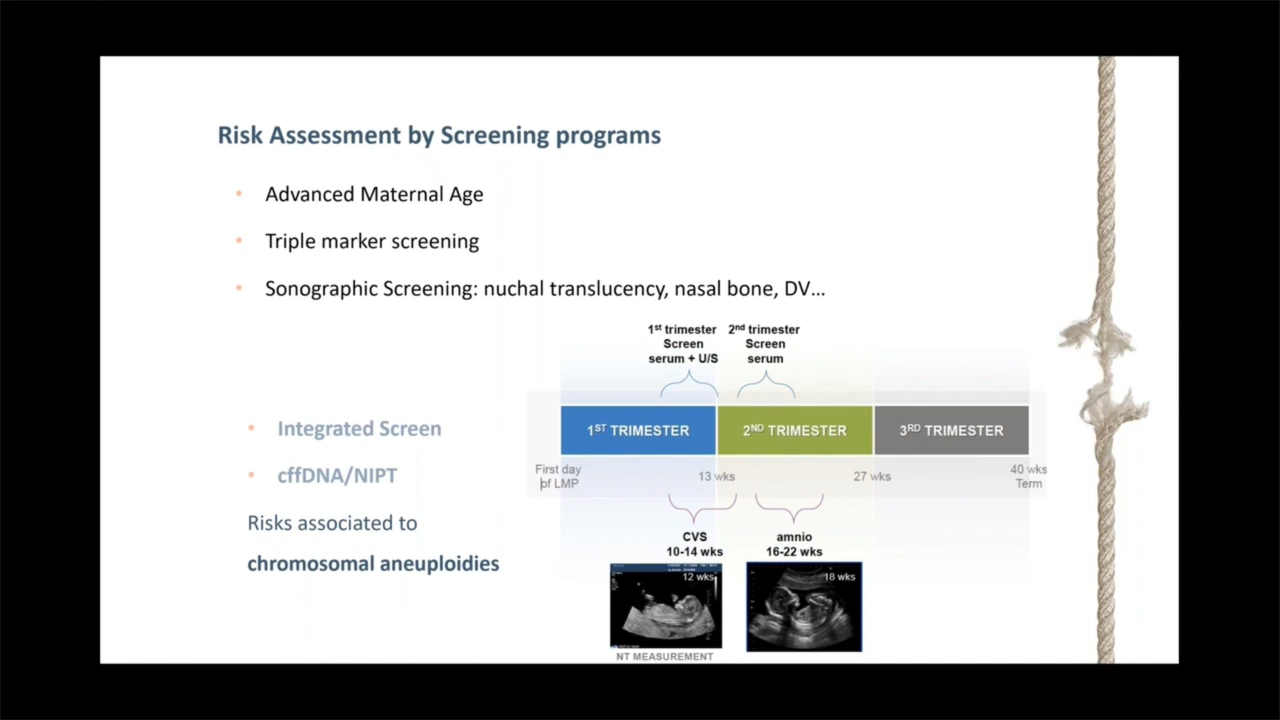 Risk Assessment by Screening programs
• Advanced Maternal Age
• Triple marker screening
• Sonographic Screening: nuchal translucency, nasal bone, DV...
1st trimester
Screen
serum + U/S
2nd trimester
Screen
serum
• Integrated Screen
• cffDNA/NIPT
Risks associated to
chromosomal aneuploidies
1ST TRIMESTER
2ND TRIMESTER
3RD TRIMESTER
First day
of LMP
13 wks
27 wks
40 wks
Term
CVS
10-14 wks
amnio
16-22 wks
12 wks
18 wks
NT MEASUREMENT